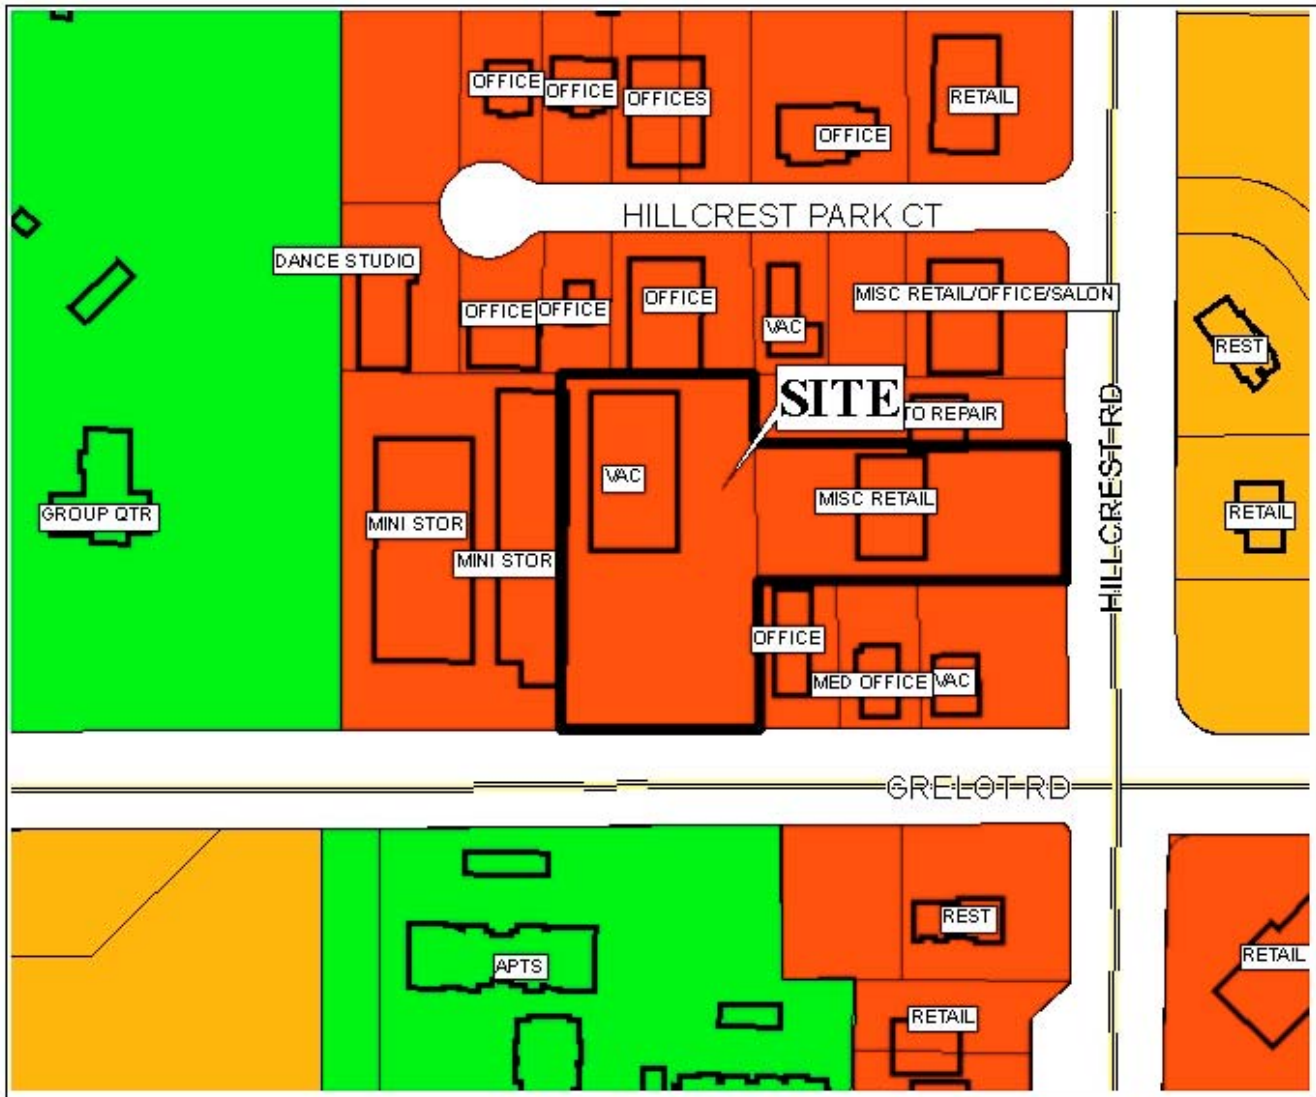 OFFICE
OFFICE
OFFICES
OFFICE
RETAIL
HILLCREST PARK CT
DANCE STUDIO
OFFICE
OFFICE
OFFICE
VAC
MISC RETAIL/OFFICE/SALON
REST
SITE
TO REPAIR
HILLCREST RD
VAC
MISC RETAIL
GROUP QTR
MINI STOR
MINI STOR
RETAIL
OFFICE
MED OFFICE
VAC
GRELOT RD
REST
APTS
RETAIL
RETAIL